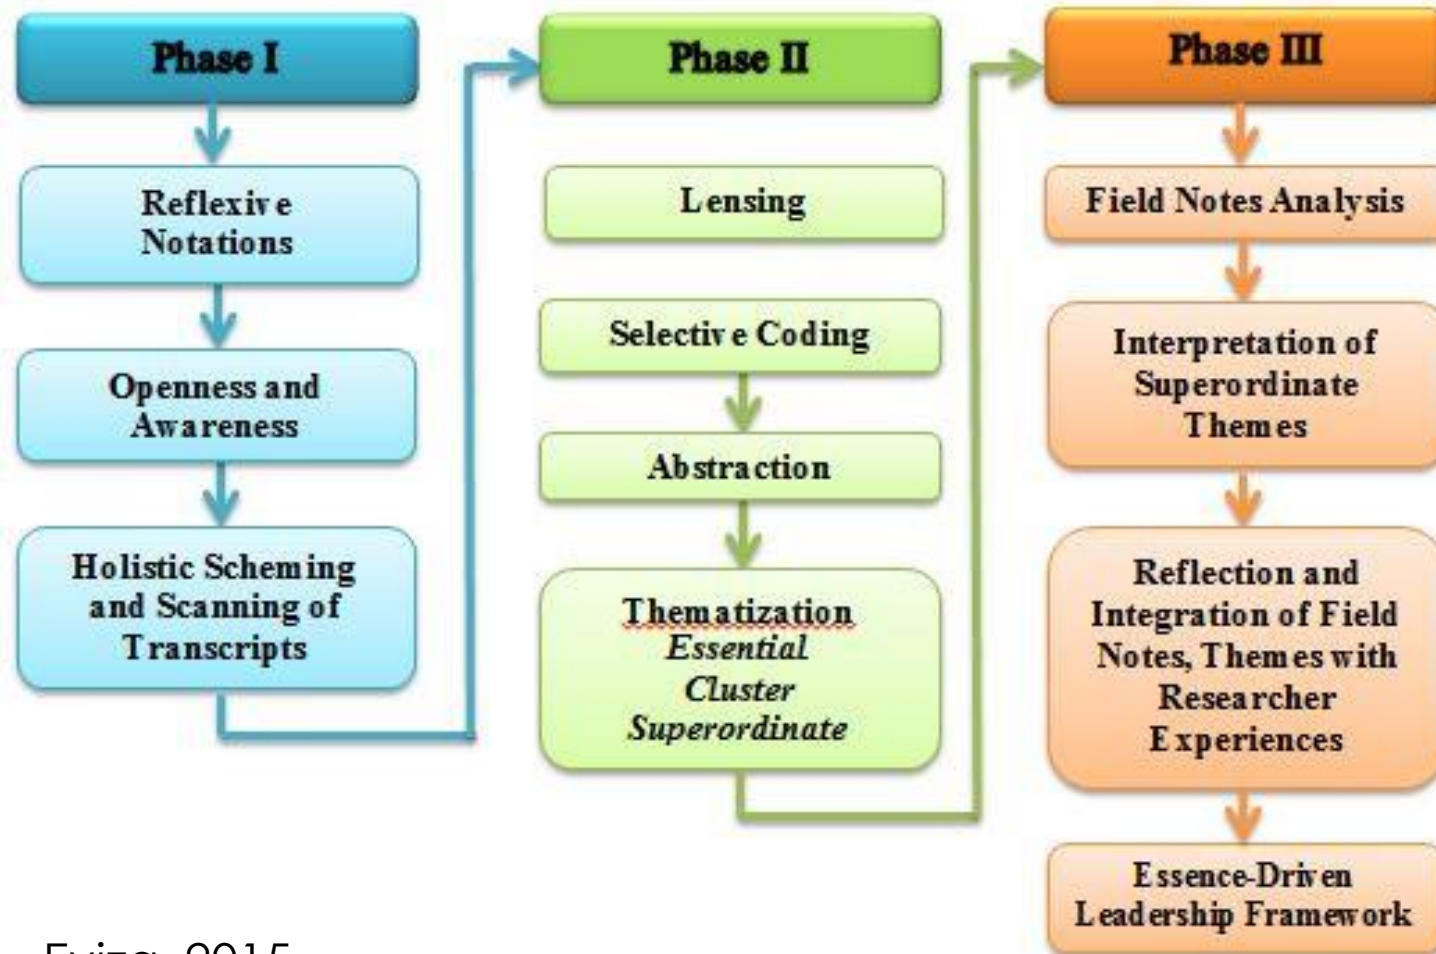 Phase I
Reflexive
Notations
Openness and
Awareness
Holistic Scheming
and Scanning of
Transcripts
Phase II
Lensing
Selective Coding
Abstraction
Thematization
Essential
Cluster
Superordinate
Phase III
Field Notes Analysis
Interpretation of
Superordinate
Themes
Reflection and
Integration of Field
Notes, Themes with
Researcher
Experiences
Essence-Driven
Leadership Framework
2015